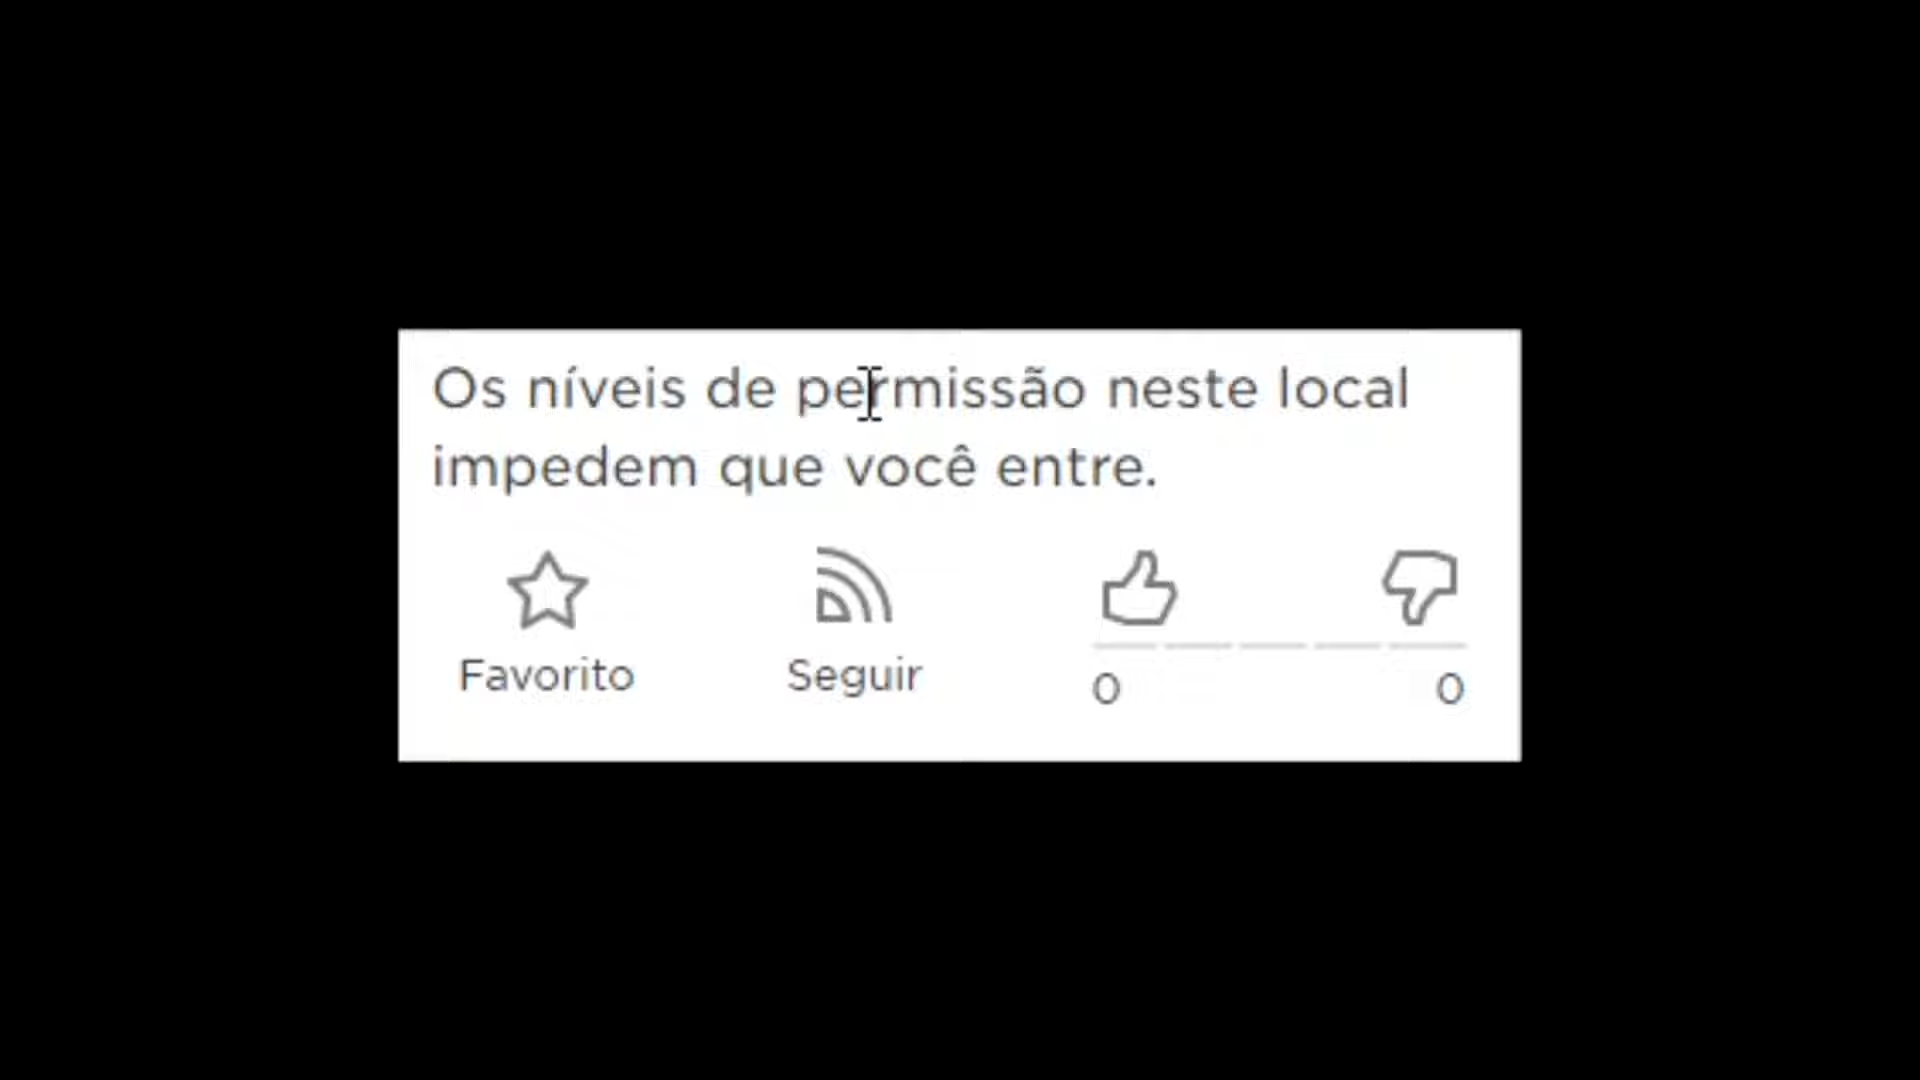 Os níveis de permissão neste local
impedem que você entre.
Favorito
Seguir
0
0